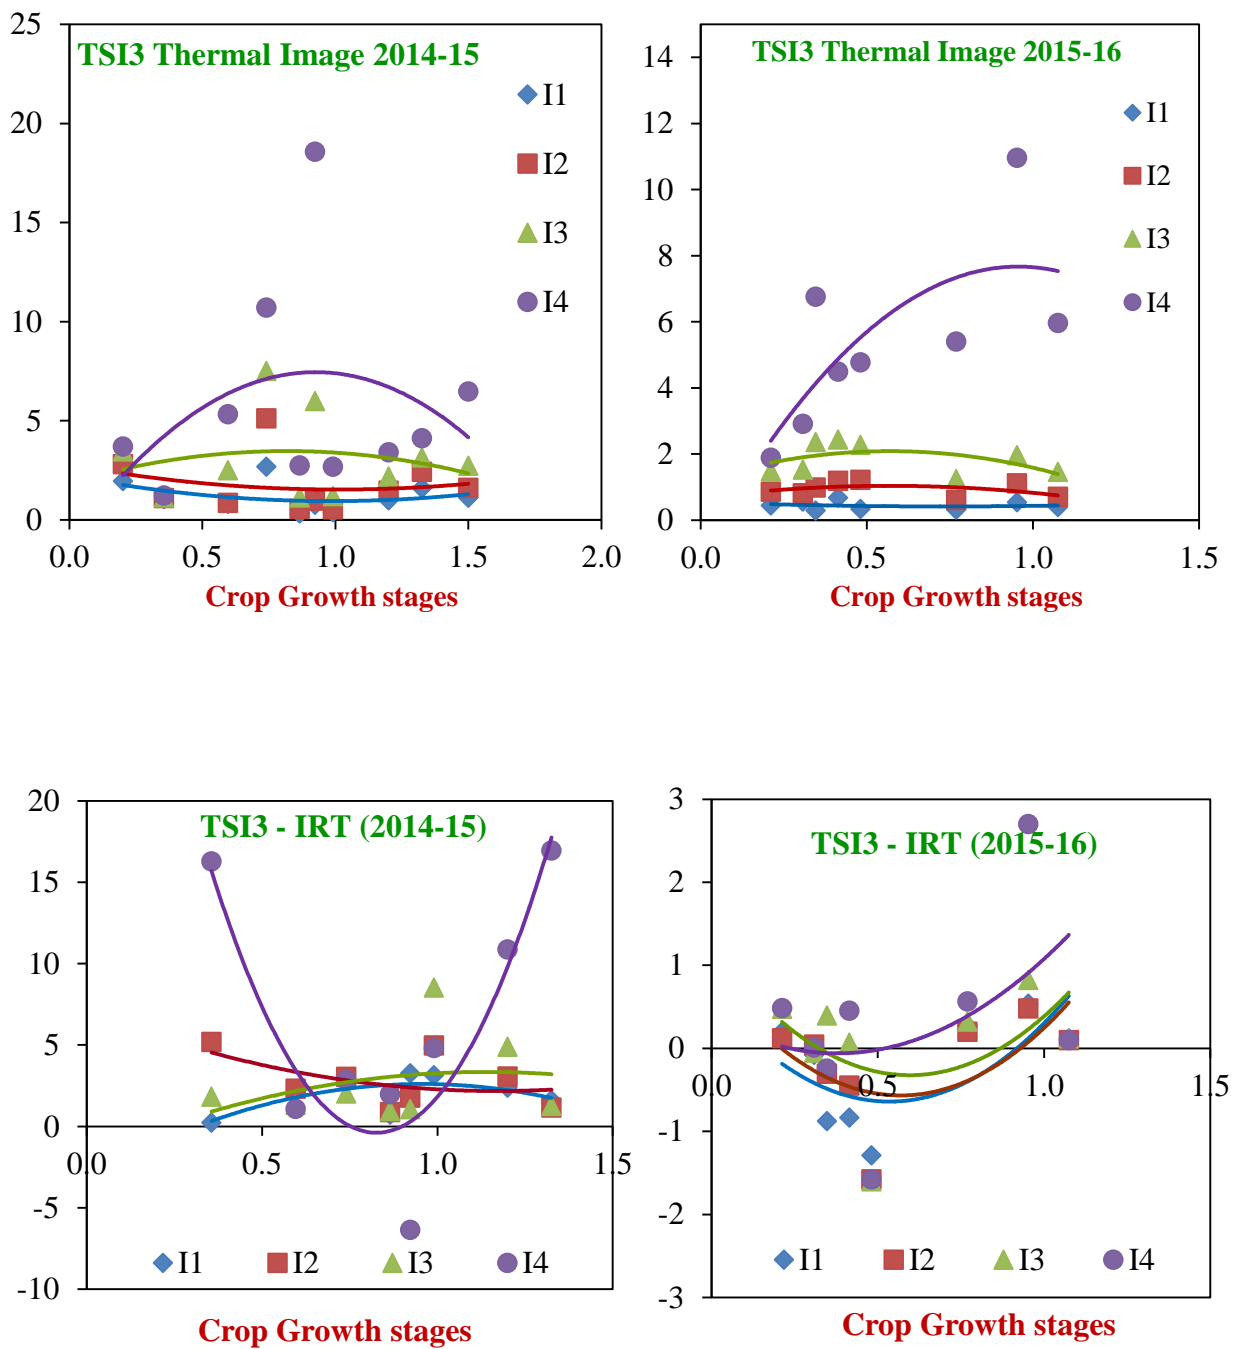 TSI3 Thermal Image 2014-15
25
20
15
10
5
0
0.0 0.5 1.0 1.5 2.0
I1
I2
I3
I4
Crop Growth stages
TSI3 Thermal Image 2015-16
14
12
10
8
6
4
2
0
0.0 0.5 1.0 1.5
I1
I2
I3
I4
Crop Growth stages
TSI3 - IRT (2014-15)
20
15
10
5
0
-5
-10
0.0 0.5 1.0 1.5
I1 I2 I3 I4
Crop Growth stages
TSI3 - IRT (2015-16)
3
2
1
0
-1
-2
-3
0.0 0.5 1.0 1.5
I1 I2 I3 I4
Crop Growth stages